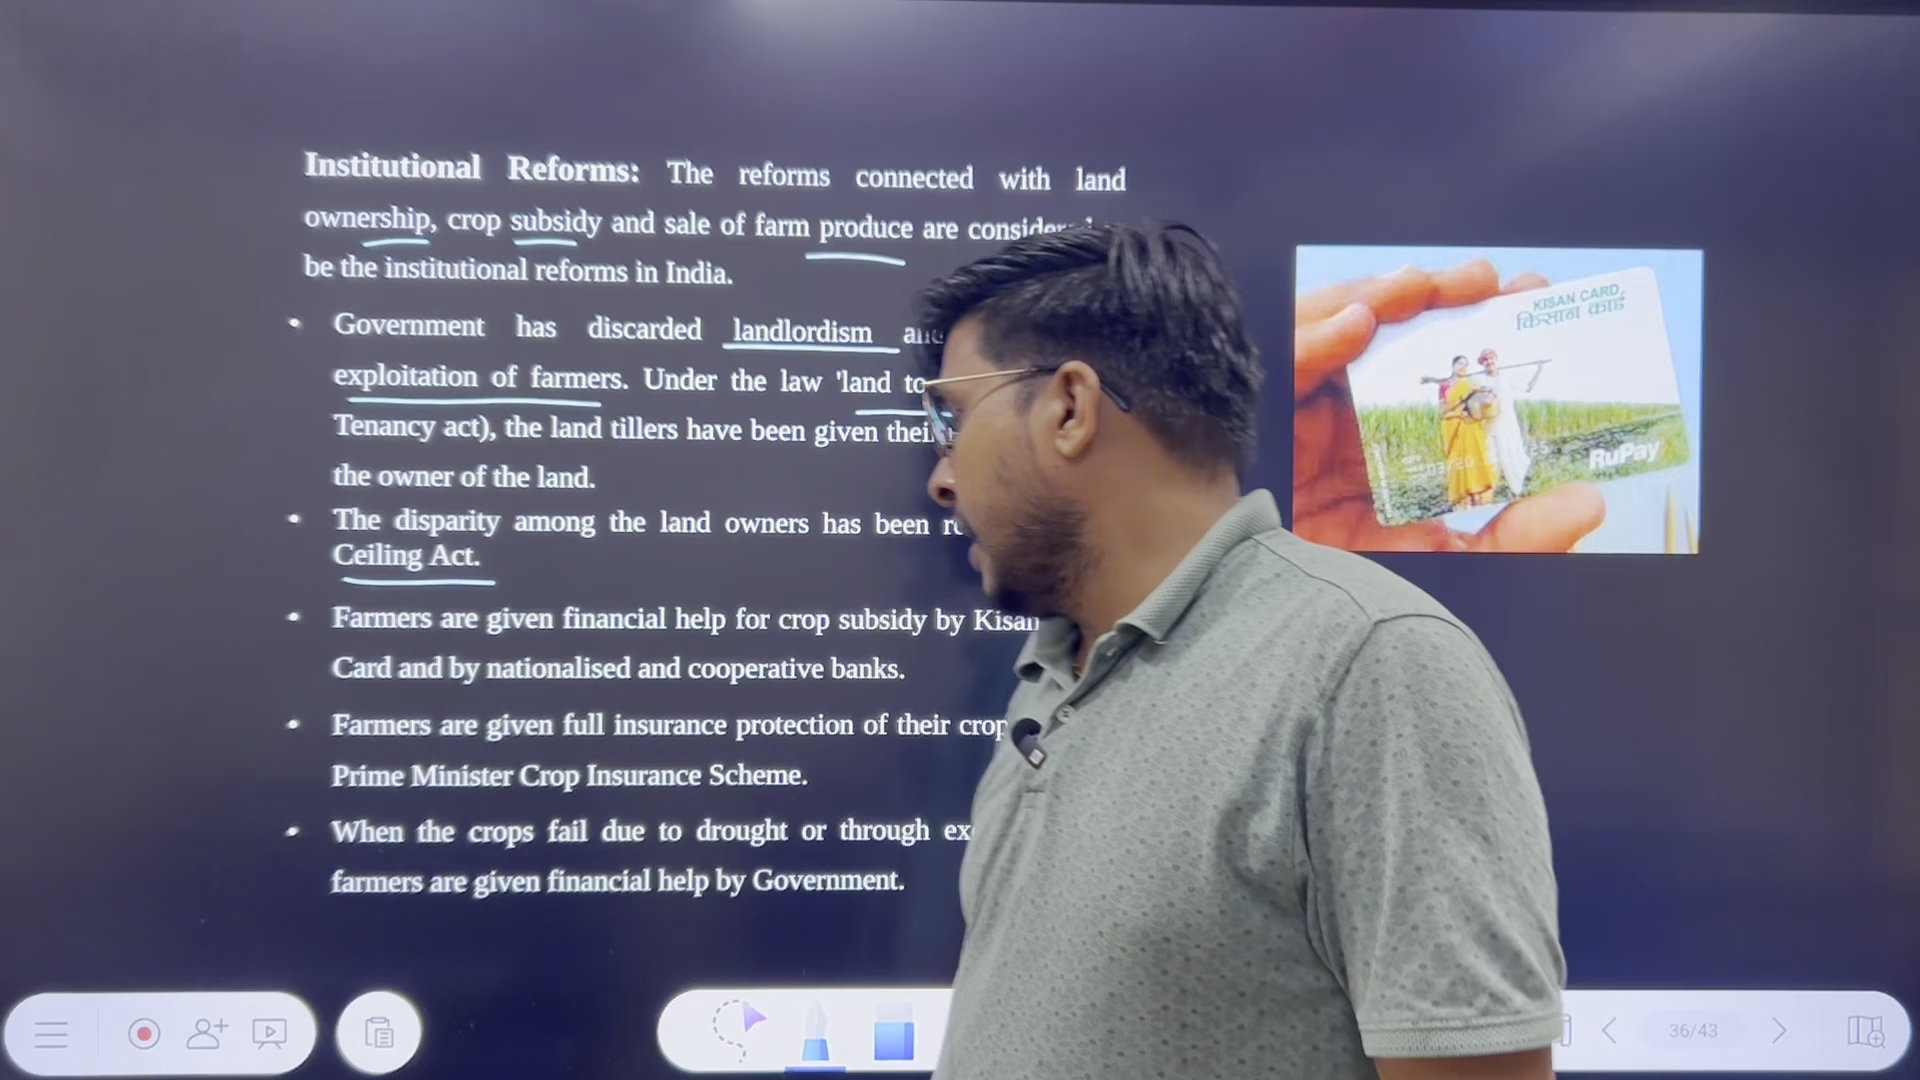 Institutional Reforms: The reforms connected with land
ownership, crop subsidy and sale of farm produce are
be the institutional reforms in India.
• Government has discarded landlordism
exploitation of farmers. Under the law 'land to
Tenancy act), the land tillers have been given
the owner of the land.
• The disparity among the land owners has been
Ceiling Act.
• Farmers are given financial help for crop subsidy by Kisan
Card and by nationalised and cooperative banks.
• Farmers are given full insurance protection of their
Prime Minister Crop Insurance Scheme.
• When the crops fail due to drought or through
farmers are given financial help by Government.
KISAN CARD
किसान कार्ड
RuPay
36/43